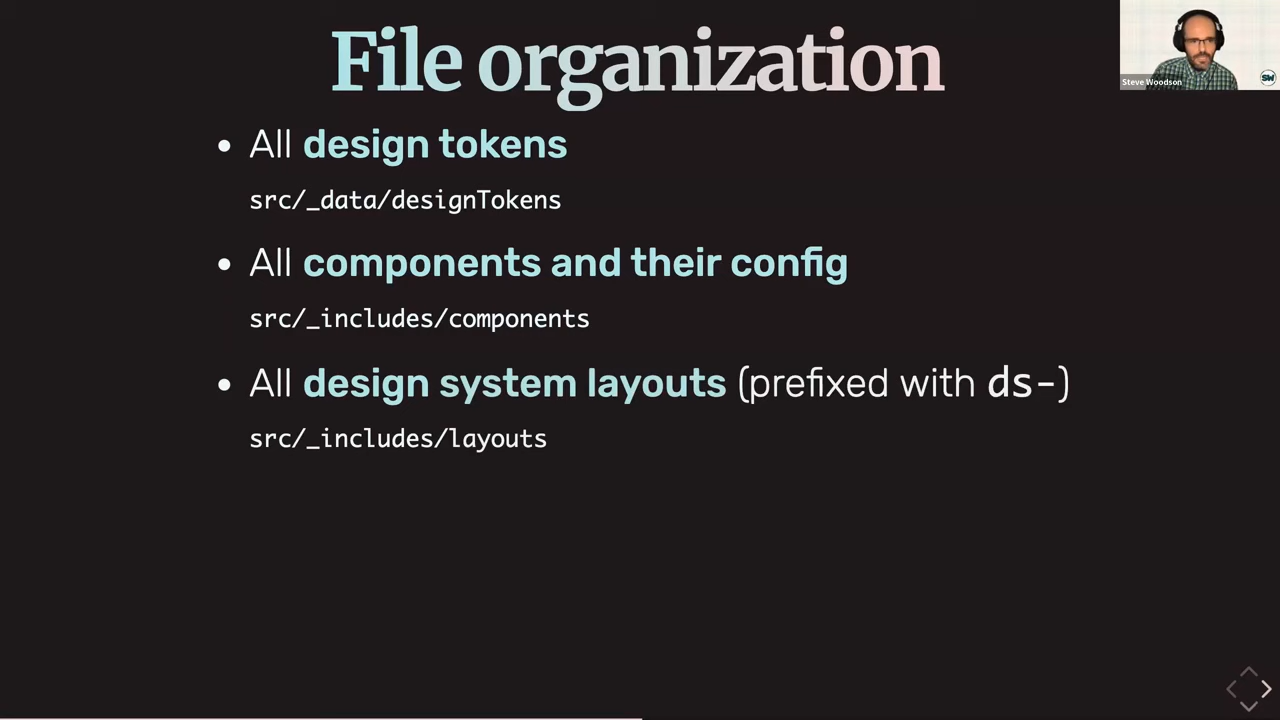 File organization
Steve Woodson
SW
• All design tokens
src/_data/designTokens
• All components and their config
src/_includes/components
• All design system layouts (prefixed with ds-)
src/_includes/layouts